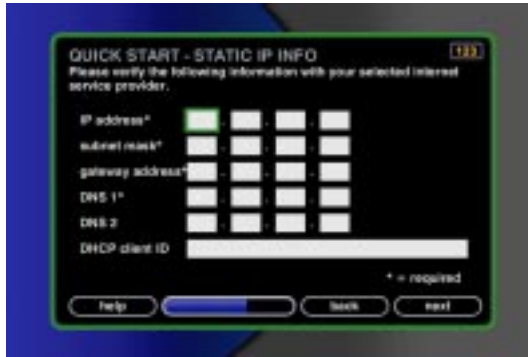 QUICK START - STATIC IP INFO
Please verify the following information with your selected internet
service provider.
IP address*
subnet mask*
gateway address*
DNS 1*
DNS 2
DHCP client ID
* = required
help back next